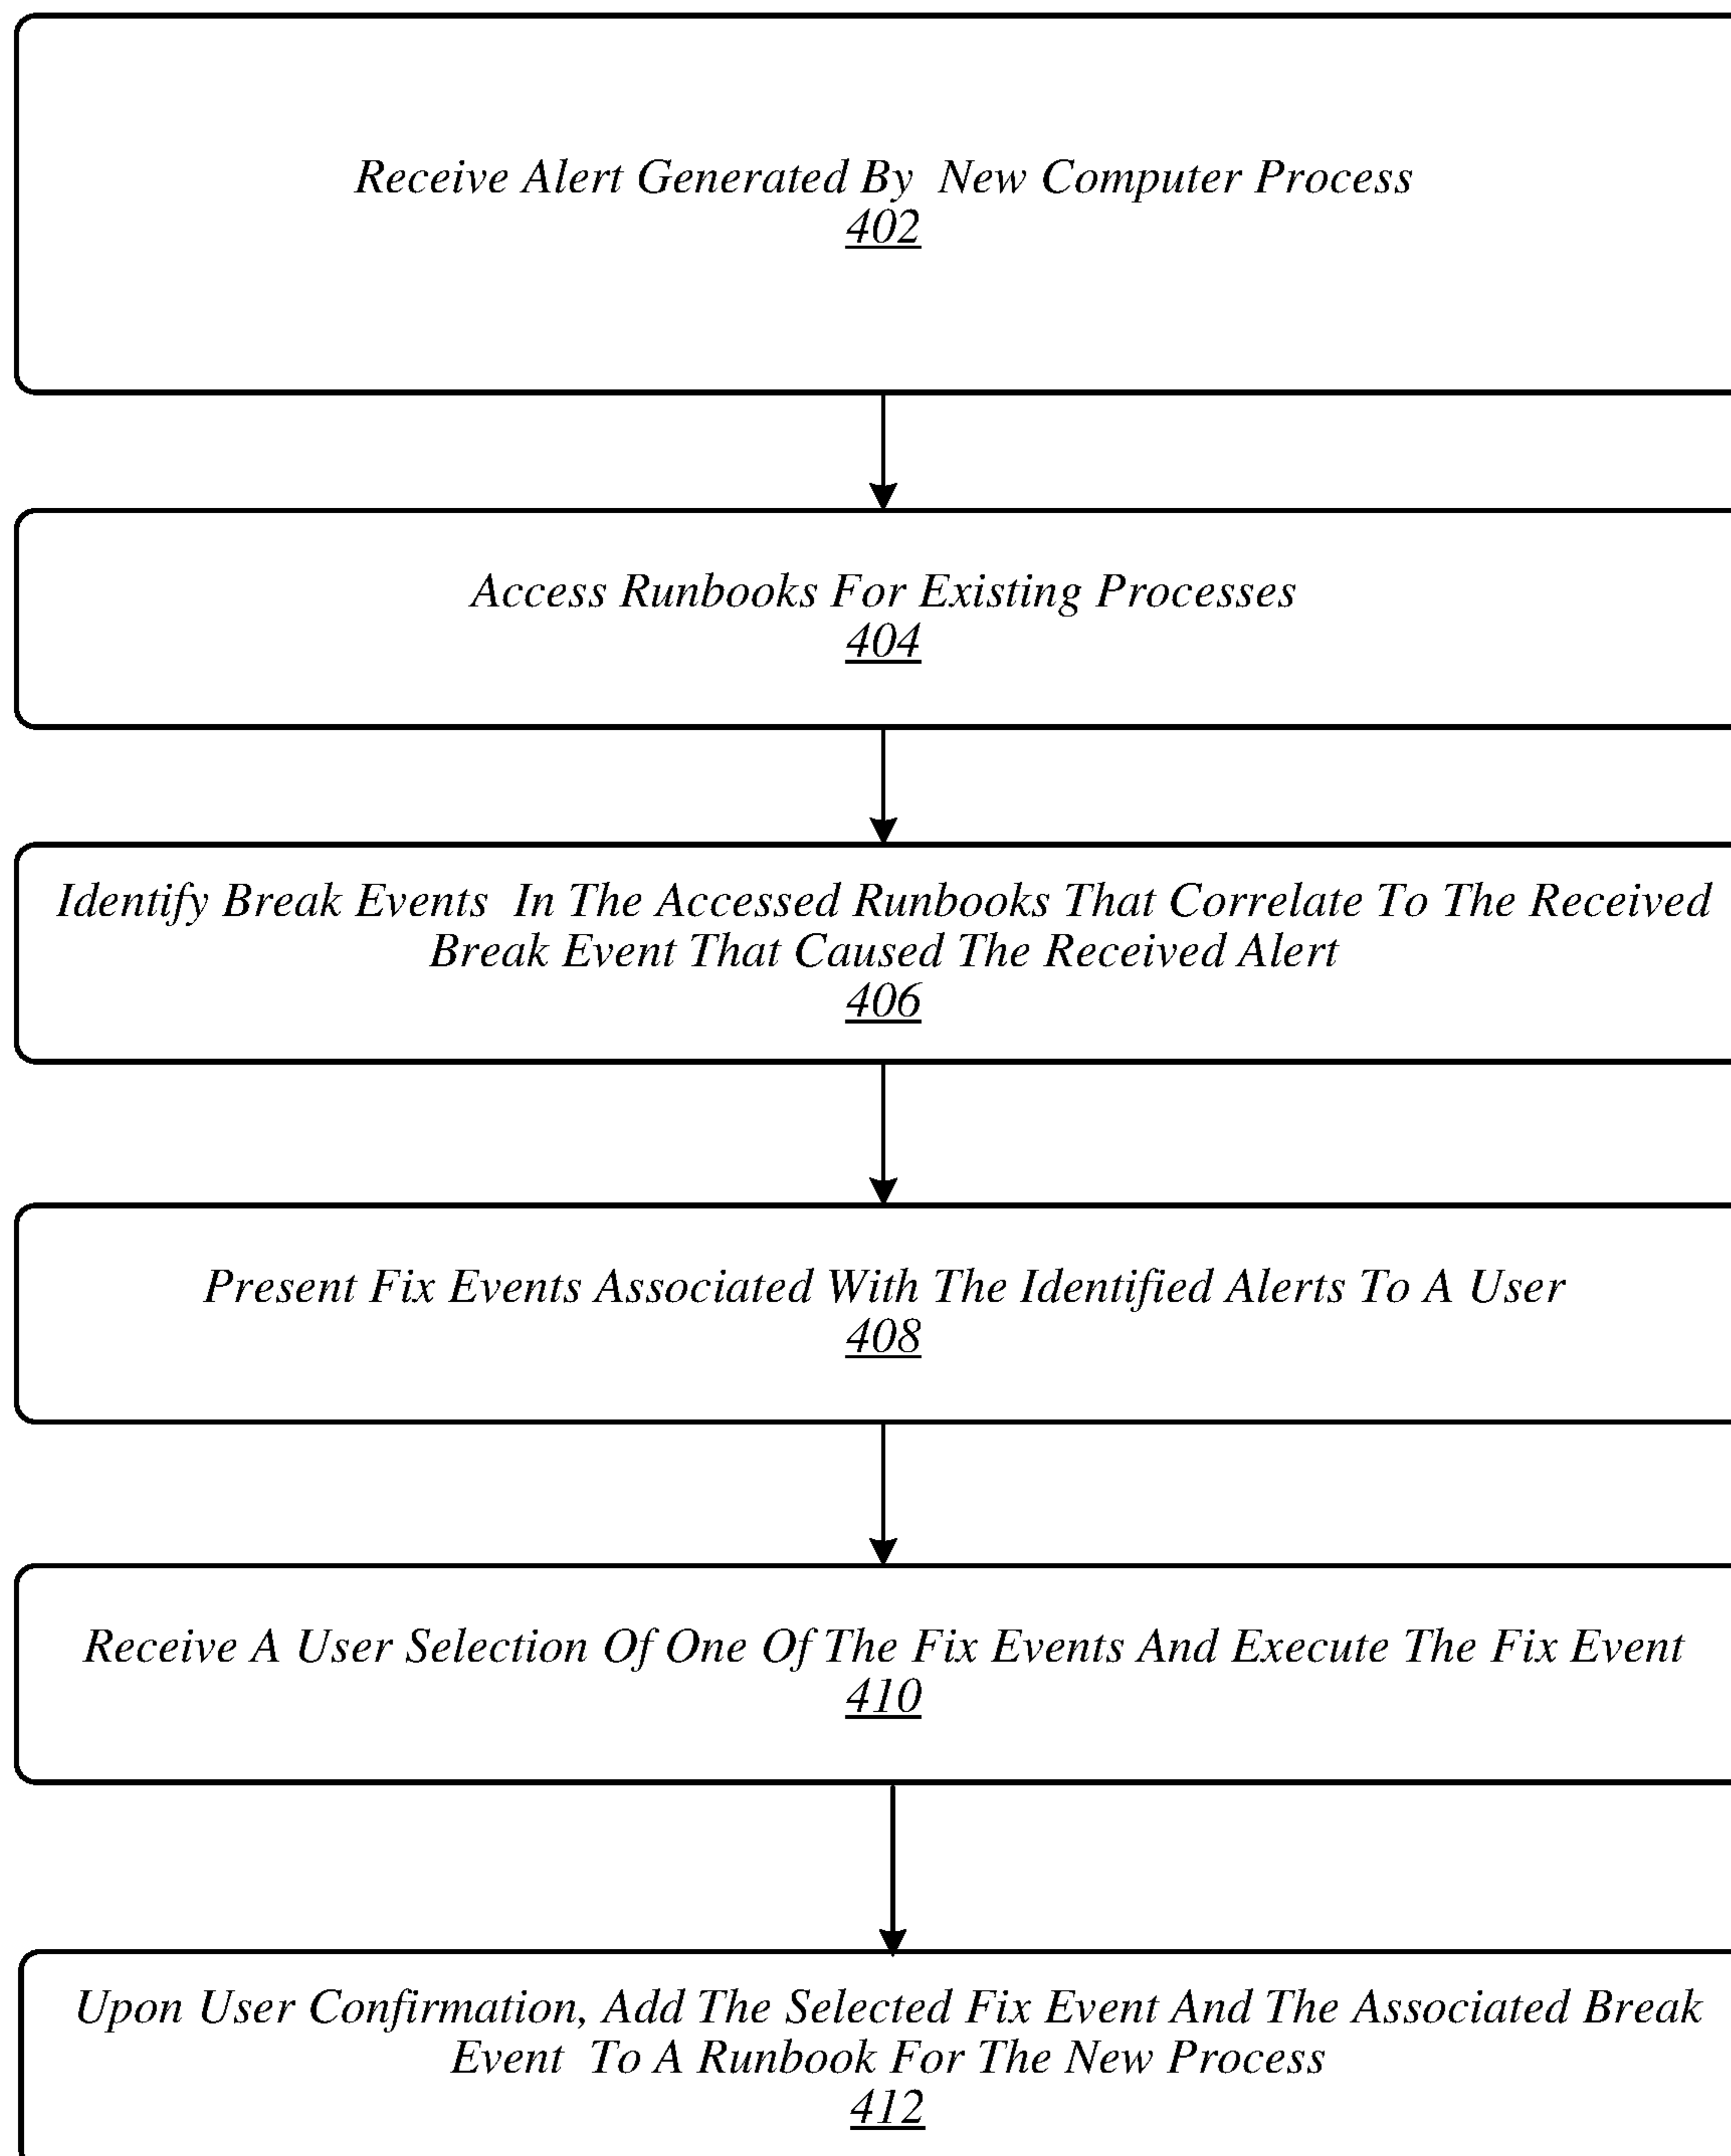 Receive Alert Generated By New Computer Process
402
Access Runbooks For Existing Processes
404
Identify Break Events In The Accessed Runbooks That Correlate To The Received
Break Event That Caused The Received Alert
406
Present Fix Events Associated With The Identified Alerts To A User
408
Receive A User Selection Of One Of The Fix Events And Execute The Fix Event
410
Upon User Confirmation, Add The Selected Fix Event And The Associated Break
Event To A Runbook For The New Process
412